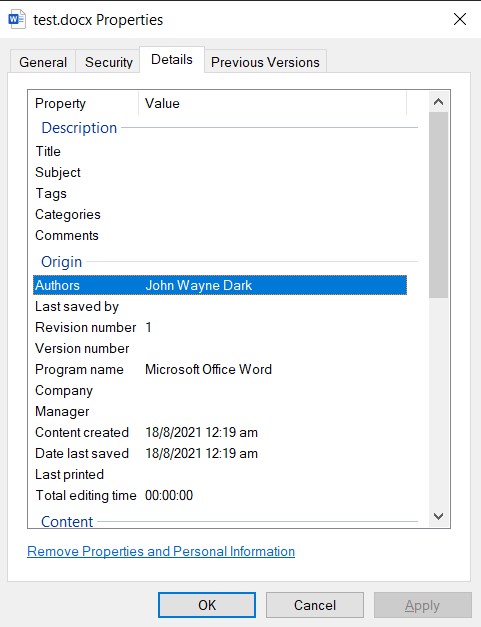 test.docx Properties
General Security Details Previous Versions
Property Value
Description
Title
Subject
Tags
Categories
Comments
Origin
Authors John Wayne Dark
Last saved by
Revision number 1
Version number
Program name Microsoft Office Word
Company
Manager
Content created 18/8/2021 12:19 am
Date last saved 18/8/2021 12:19 am
Last printed
Total editing time 00:00:00
Content
Remove Properties and Personal Information
OK Cancel Apply